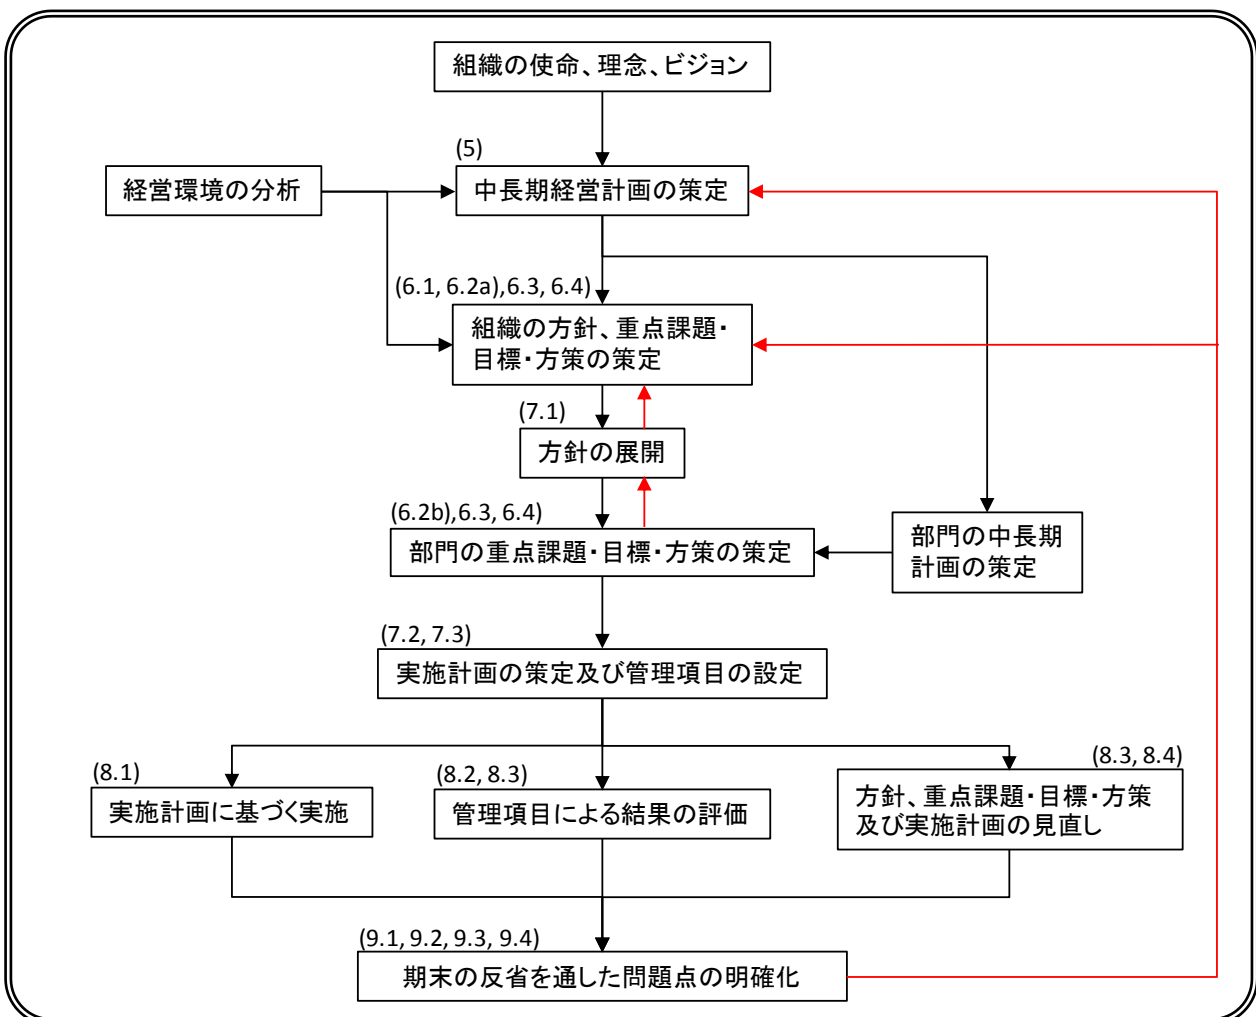 組織の使命、理念、ビジョン
(5)
経営環境の分析
中長期経営計画の策定
(6.1, 6.2a),6.3, 6.4)
組織の方針、重点課題・
目標・方策の策定
(7.1)
方針の展開
(6.2b),6.3, 6.4)
部門の重点課題・目標・方策の策定
部門の中長期
計画の策定
(7.2, 7.3)
実施計画の策定及び管理項目の設定
(8.1)
実施計画に基づく実施
(8.2, 8.3)
管理項目による結果の評価
(8.3, 8.4)
方針、重点課題・目標・方策
及び実施計画の見直し
(9.1, 9.2, 9.3, 9.4)
期末の反省を通した問題点の明確化